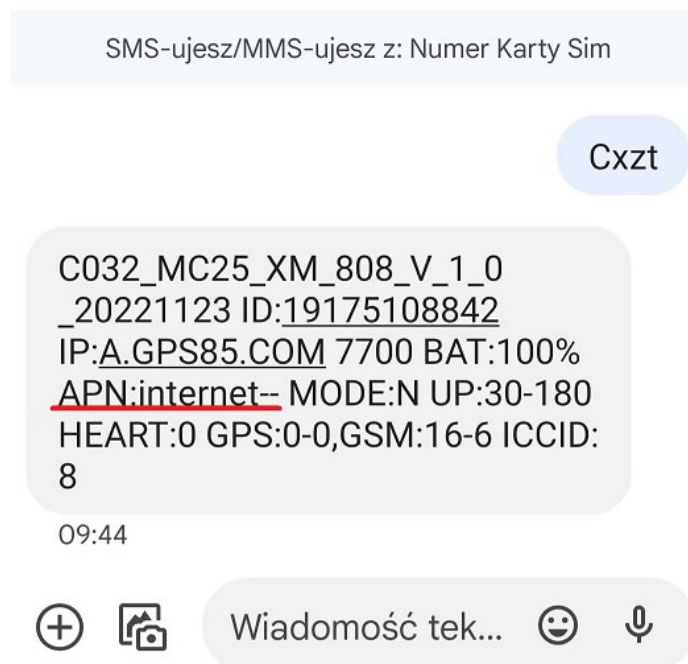 SMS-ujesz/MMS-ujesz z: Numer Karty Sim
Cxzt
C032_MC25_XM_808_V_1_0
_20221123 ID:19175108842
IP:A.GPS85.COM 7700 BAT:100%
APN:internet-- MODE:N UP:30-180
HEART:0 GPS:0-0,GSM:16-6 ICCID:
8
09:44
Wiadomość tek...